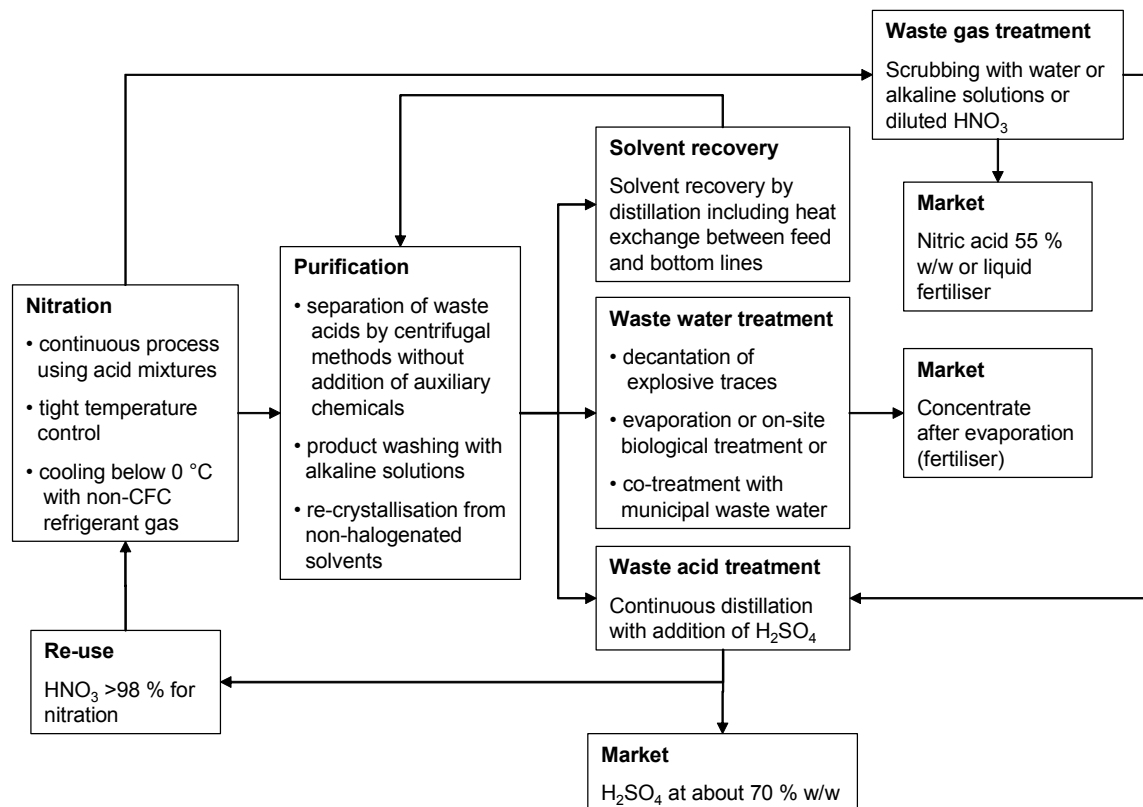 Waste gas treatment
Scrubbing with water or
alkaline solutions or
diluted HNO₃
Solvent recovery
Solvent recovery by
distillation including heat
exchange between feed
and bottom lines
Market
Nitric acid 55 %
w/w or liquid
fertiliser
Purification
• separation of waste
acids by centrifugal
methods without
addition of auxiliary
chemicals
• product washing with
alkaline solutions
• re-crystallisation from
non-halogenated
solvents
Nitration
• continuous process
using acid mixtures
• tight temperature
control
• cooling below 0 °C
with non-CFC
refrigerant gas
Waste water treatment
• decantation of
explosive traces
• evaporation or on-site
biological treatment or
• co-treatment with
municipal waste water
Market
Concentrate
after evaporation
(fertiliser)
Waste acid treatment
Continuous distillation
with addition of H₂SO₄
Re-use
HNO₃ >98 % for
nitration
Market
H₂SO₄ at about 70 % w/w